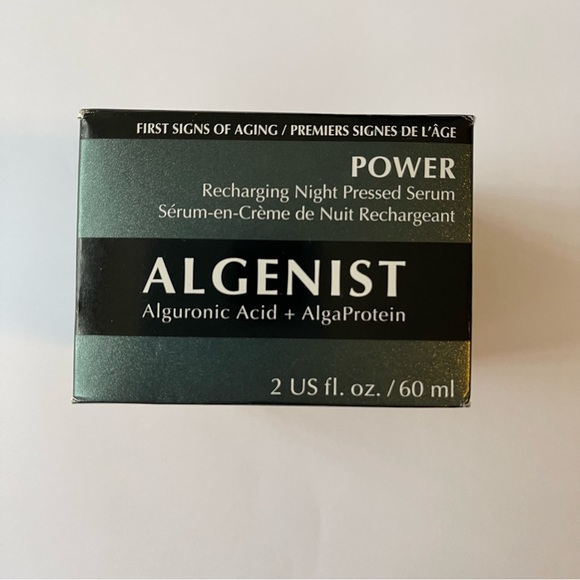 FIRST SIGNS OF AGING / PREMIERS SIGNES DE L'ÂGE
POWER
Recharging Night Pressed Serum
Sérum-en-Crème de Nuit Rechargeant
ALGENIST
Alguronic Acid + AlgaProtein
2 US fl. oz. / 60 ml